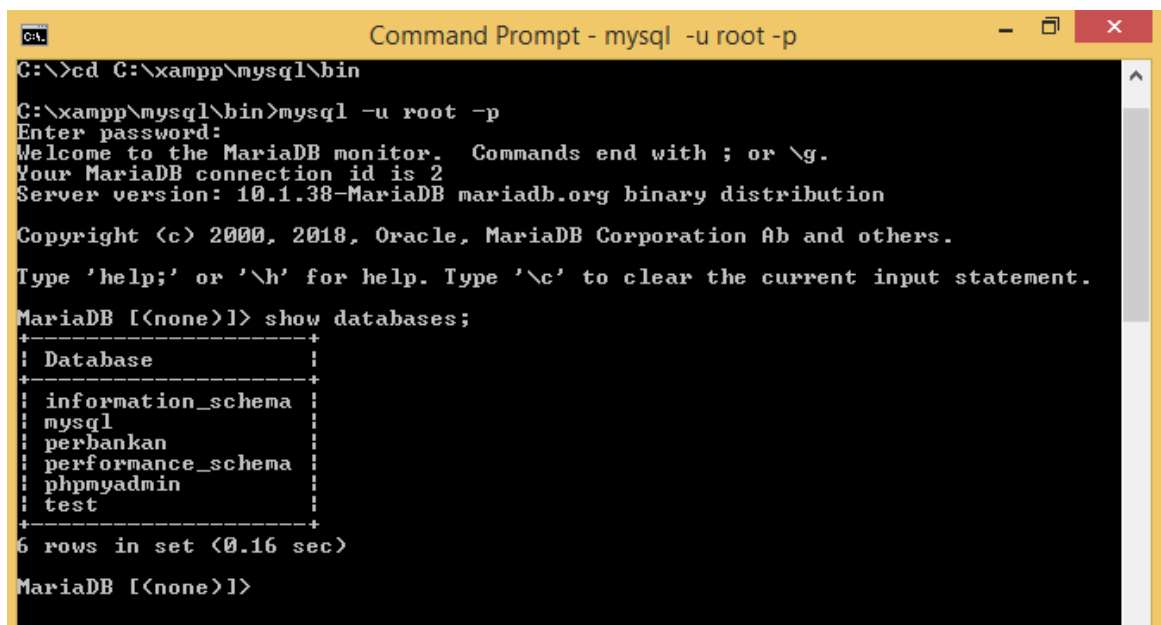 Command Prompt - mysql  -u root -p
C:\>cd C:\xampp\mysql\bin
C:\xampp\mysql\bin>mysql -u root -p
Enter password:
Welcome to the MariaDB monitor.  Commands end with ; or \g.
Your MariaDB connection id is 2
Server version: 10.1.38-MariaDB mariadb.org binary distribution
Copyright (c) 2000, 2018, Oracle, MariaDB Corporation Ab and others.
Type 'help;' or '\h' for help. Type '\c' to clear the current input statement.
MariaDB [(none)]> show databases;
+--------------------+
| Database           |
+--------------------+
| information_schema |
| mysql              |
| perbankan          |
| performance_schema |
| phpmyadmin         |
| test               |
+--------------------+
6 rows in set (0.16 sec)
MariaDB [(none)]>